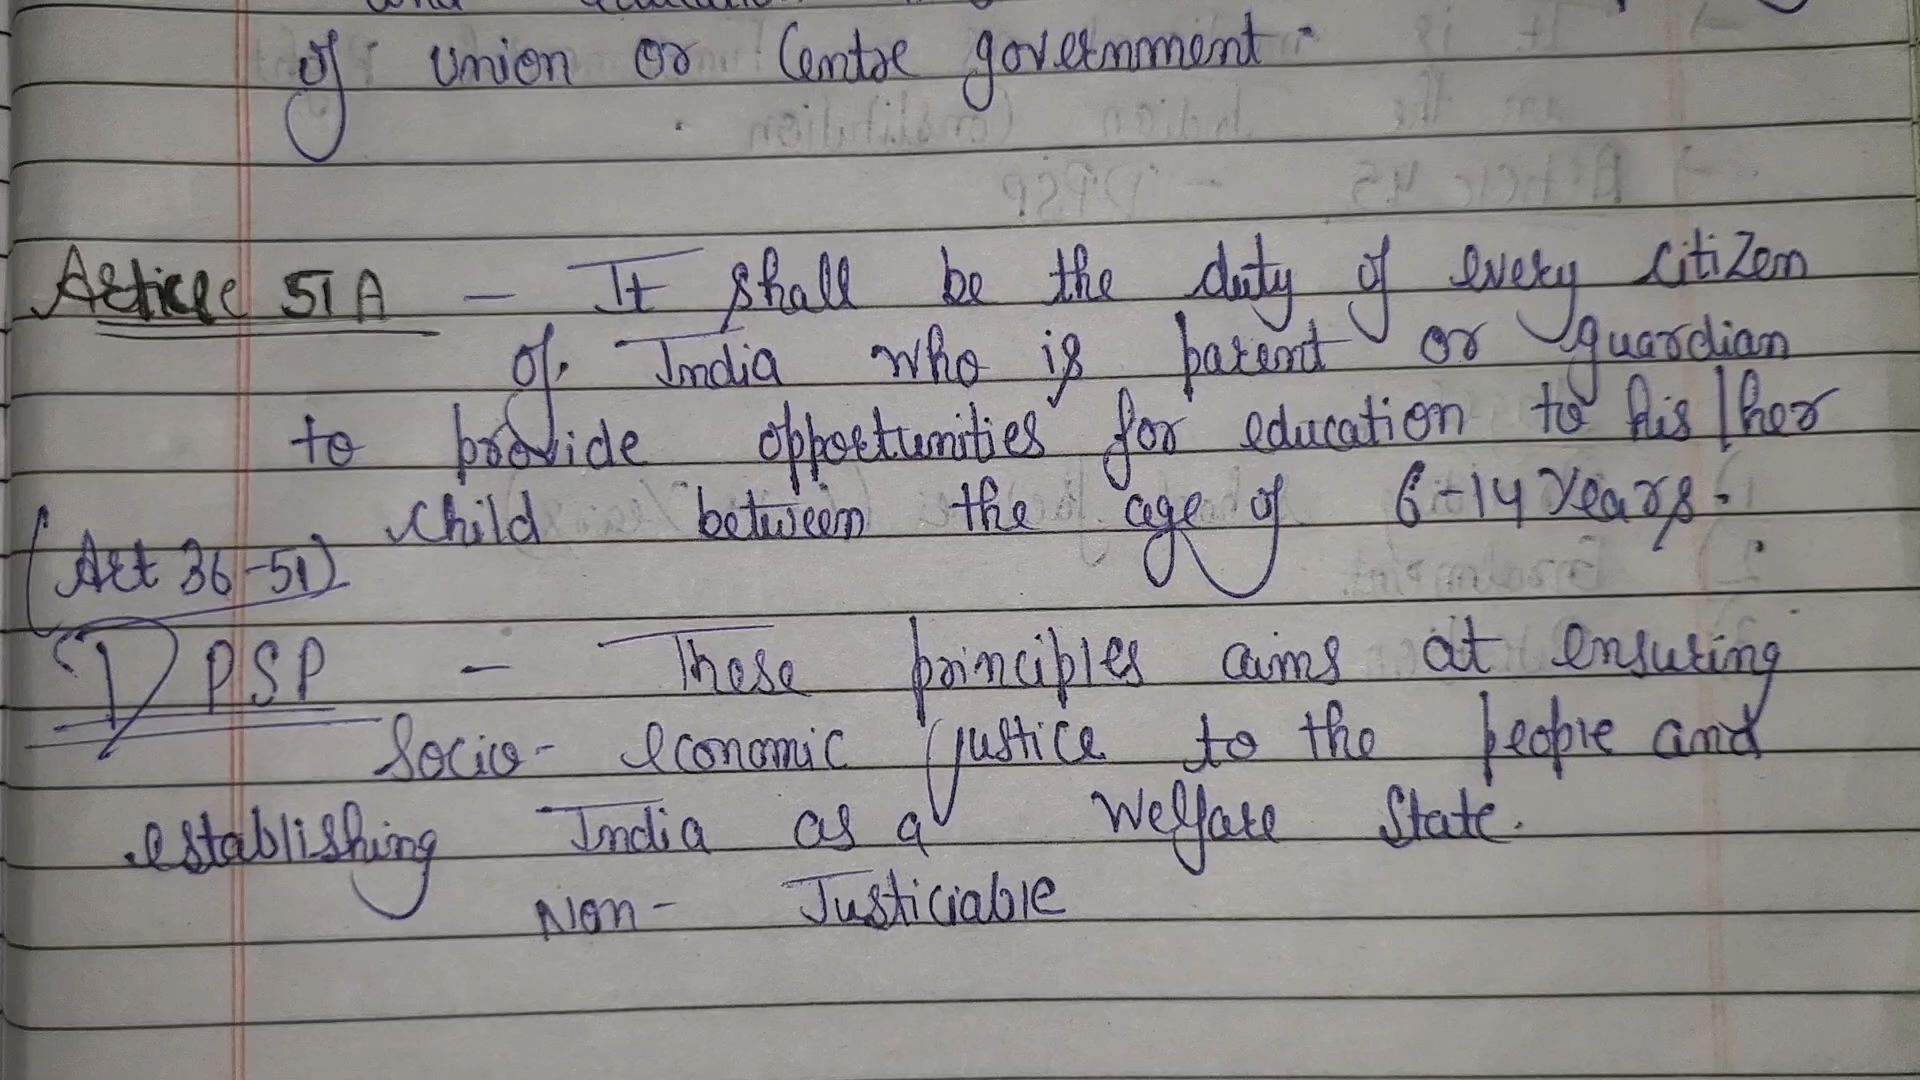 of union or Centre government.
Article 51A - It shall be the duty of every citizen
of India who is parent or guardian
to provide opportunities for education to his/her
child between the age of 6-14 years.
(Art 36-51)
DPSP - These principles aims at ensuring
Socio-economic justice to the people and
establishing India as a Welfare State.
Non-Justiciable